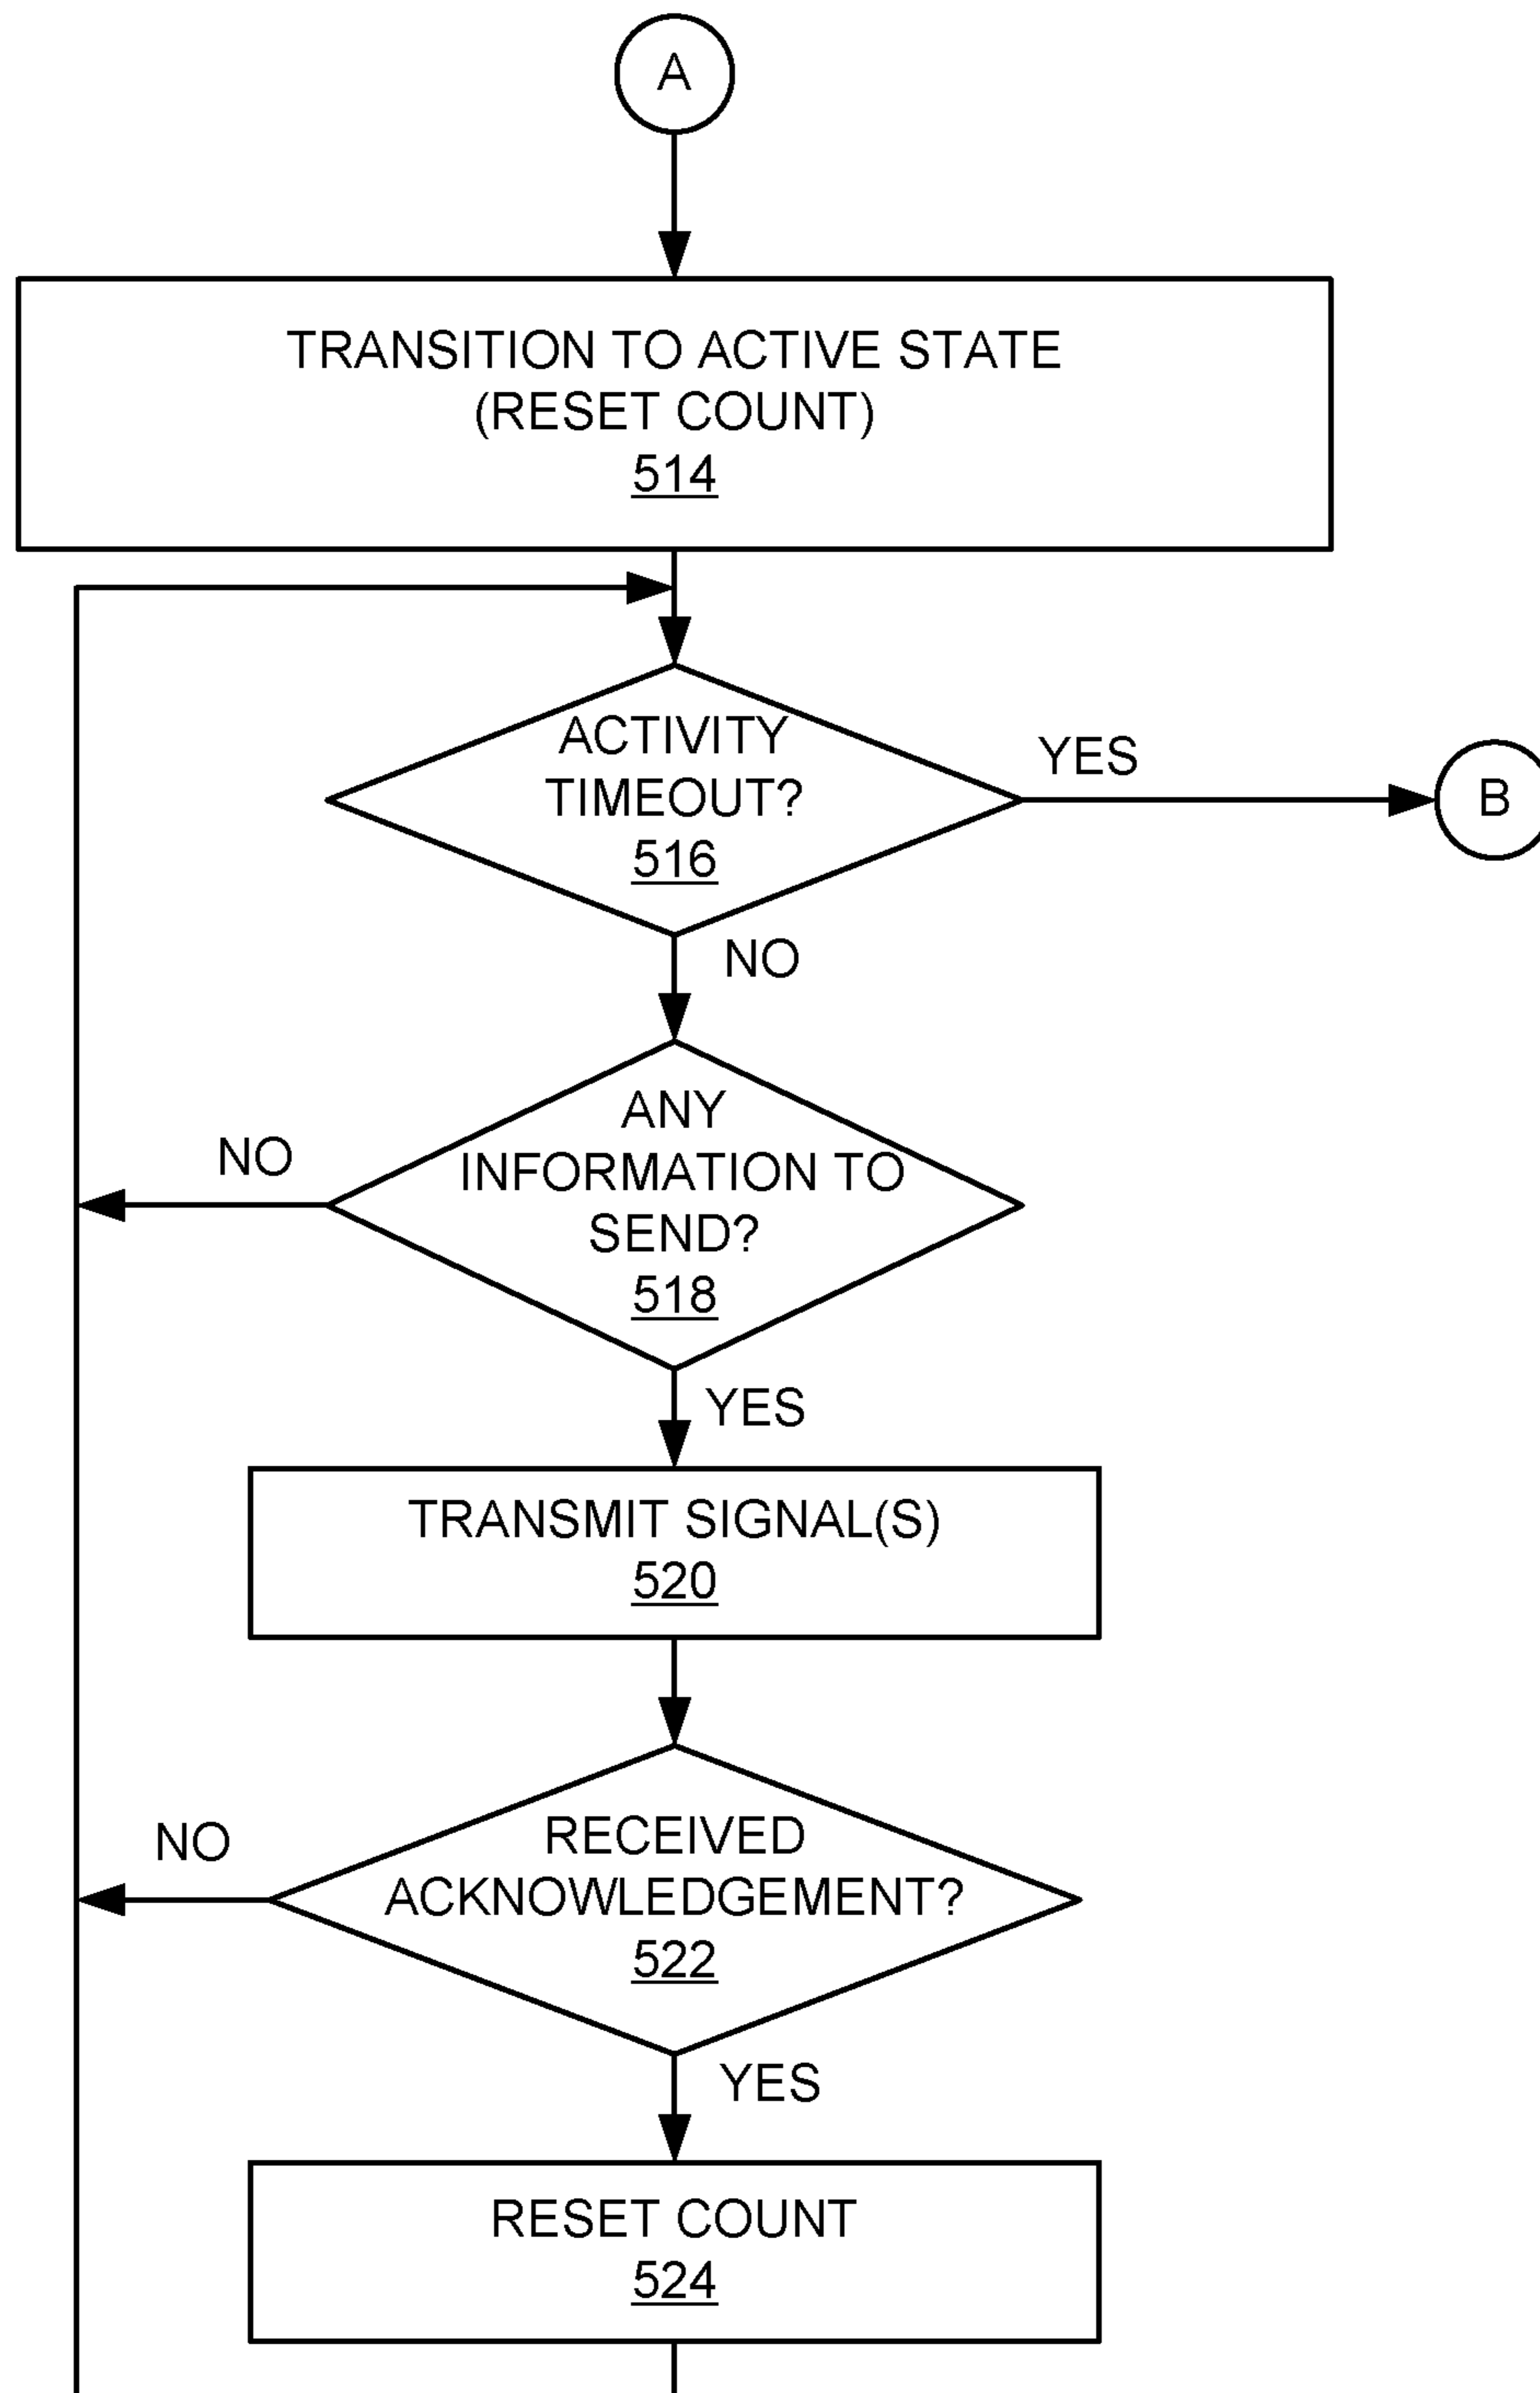 A
TRANSITION TO ACTIVE STATE
(RESET COUNT)
514
ACTIVITY
TIMEOUT?
516
YES
B
NO
ANY
INFORMATION TO
SEND?
518
NO
YES
TRANSMIT SIGNAL(S)
520
RECEIVED
ACKNOWLEDGEMENT?
522
NO
YES
RESET COUNT
524